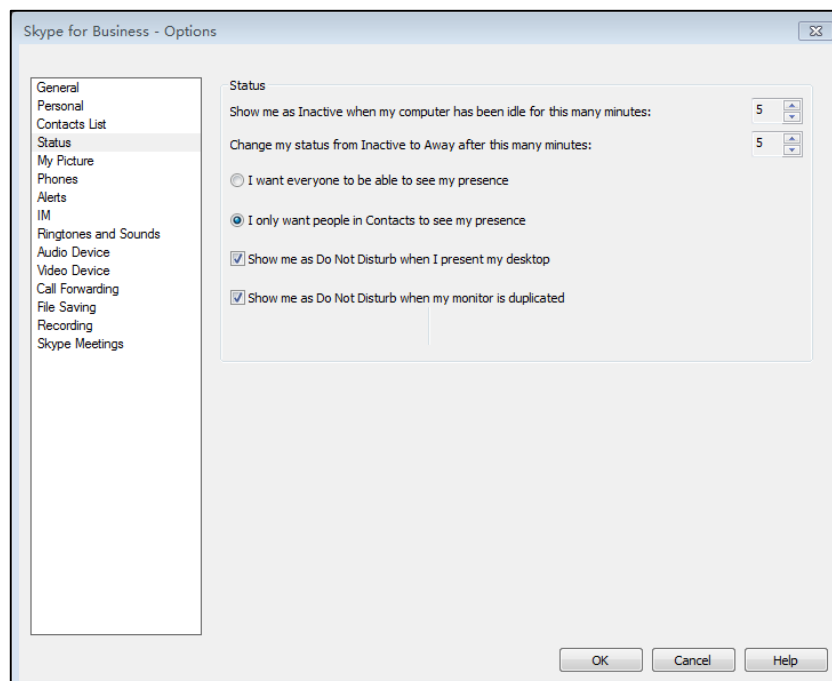 Skype for Business - Options
General
Personal
Contacts List
Status
My Picture
Phones
Alerts
IM
Ringtones and Sounds
Audio Device
Video Device
Call Forwarding
File Saving
Recording
Skype Meetings
Status
Show me as Inactive when my computer has been idle for this many minutes: 5
Change my status from Inactive to Away after this many minutes: 5
I want everyone to be able to see my presence
I only want people in Contacts to see my presence
Show me as Do Not Disturb when I present my desktop
Show me as Do Not Disturb when my monitor is duplicated
OK Cancel Help